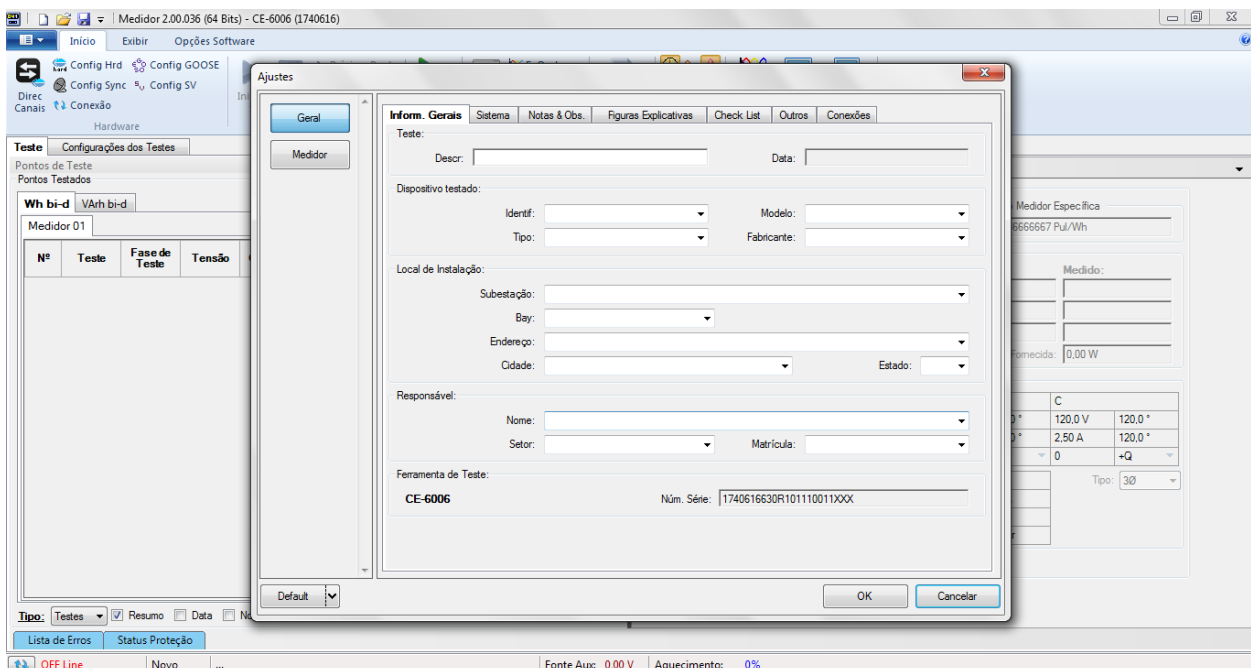 Medidor 2.00.036 (64 Bits) - CE-6006 (1740616)
Início Exibir Opções Software
Config Hrd Config GOOSE
Config Sync Config SV
Direc Canais Conexão
Hardware
Teste Configurações dos Testes
Pontos de Teste
Pontos Testados
Wh bi-d VArh bi-d
Medidor 01
Nº Teste Fase de Teste Tensão
Ajustes
Geral
Medidor
Inform. Gerais Sistema Notas & Obs. Figuras Explicativas Check List Outros Conexões
Teste:
Descr: Data:
Dispositivo testado:
Identif: Modelo:
Tipo: Fabricante:
Local de Instalação:
Subestação:
Bay:
Endereço:
Cidade: Estado:
Responsável:
Nome:
Setor: Matrícula:
Ferramenta de Teste:
CE-6006 Núm. Série: 1740616630R101110011XXX
Default OK Cancelar
Medidor Específica
6666667 Pul/Wh
Medido:
Fornecida: 0,00 W
C
0° 120,0 V 120,0 °
0° 2,50 A 120,0 °
0 +Q
Tipo: 3Ø
Tipo: Testes Resumo Data
Lista de Erros Status Proteção
OFF Line Novo ... Fonte Aux: 0,00 V Aquecimento: 0%